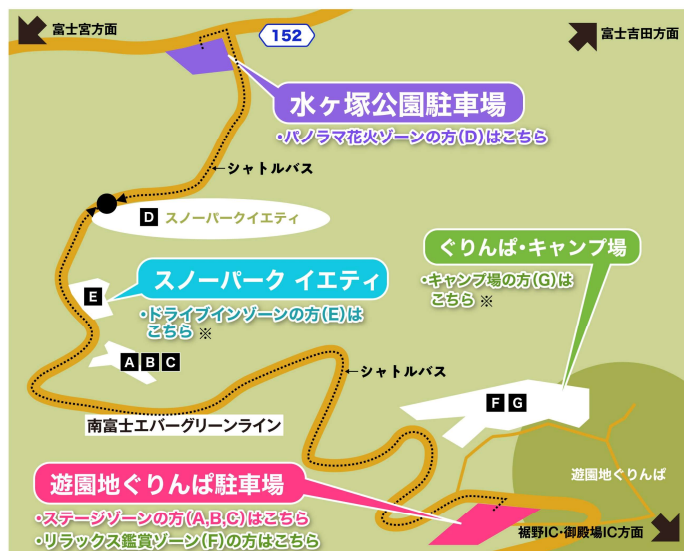 富士宮方面
152
富士吉田方面
水ヶ塚公園駐車場
・パノラマ花火ゾーンの方(D)はこちら
←シャトルバス
D スノーパークイエティ
ぐりんぱ・キャンプ場
・キャンプ場の方(G)は
こちら ※
スノーパーク イエティ
・ドライブインゾーンの方(E)は
こちら ※
E
A B C
←シャトルバス
F G
南富士エバーグリーンライン
遊園地ぐりんぱ
遊園地ぐりんぱ駐車場
・ステージゾーンの方(A,B,C)はこちら
・リラックス鑑賞ゾーン(F)の方はこちら
裾野IC・御殿場IC方面